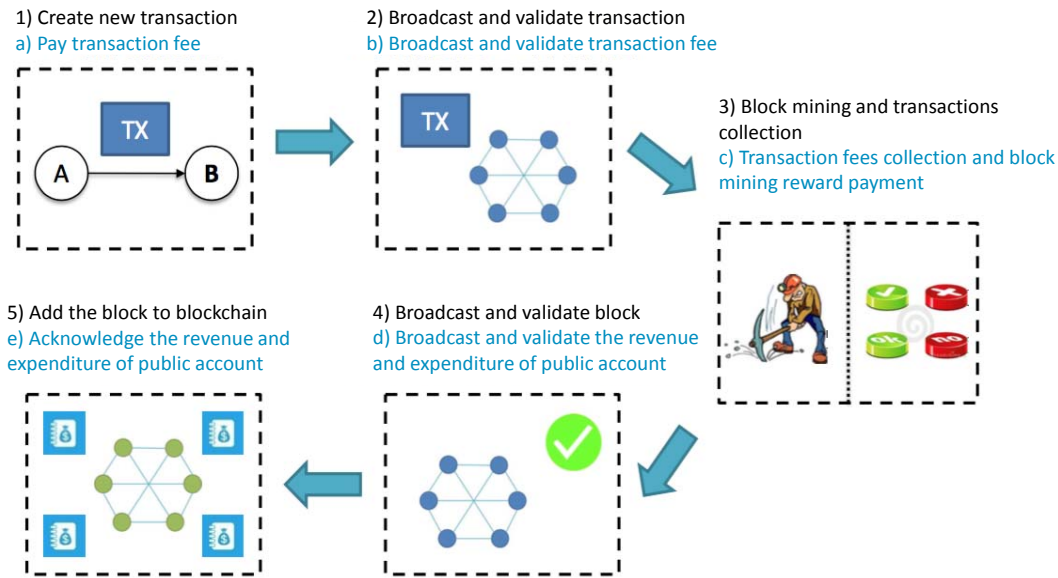 1) Create new transaction
a) Pay transaction fee
TX
A
B
2) Broadcast and validate transaction
b) Broadcast and validate transaction fee
TX
3) Block mining and transactions
collection
c) Transaction fees collection and block
mining reward payment
ok
no
4) Broadcast and validate block
d) Broadcast and validate the revenue
and expenditure of public account
5) Add the block to blockchain
e) Acknowledge the revenue and
expenditure of public account
$
$
$
$